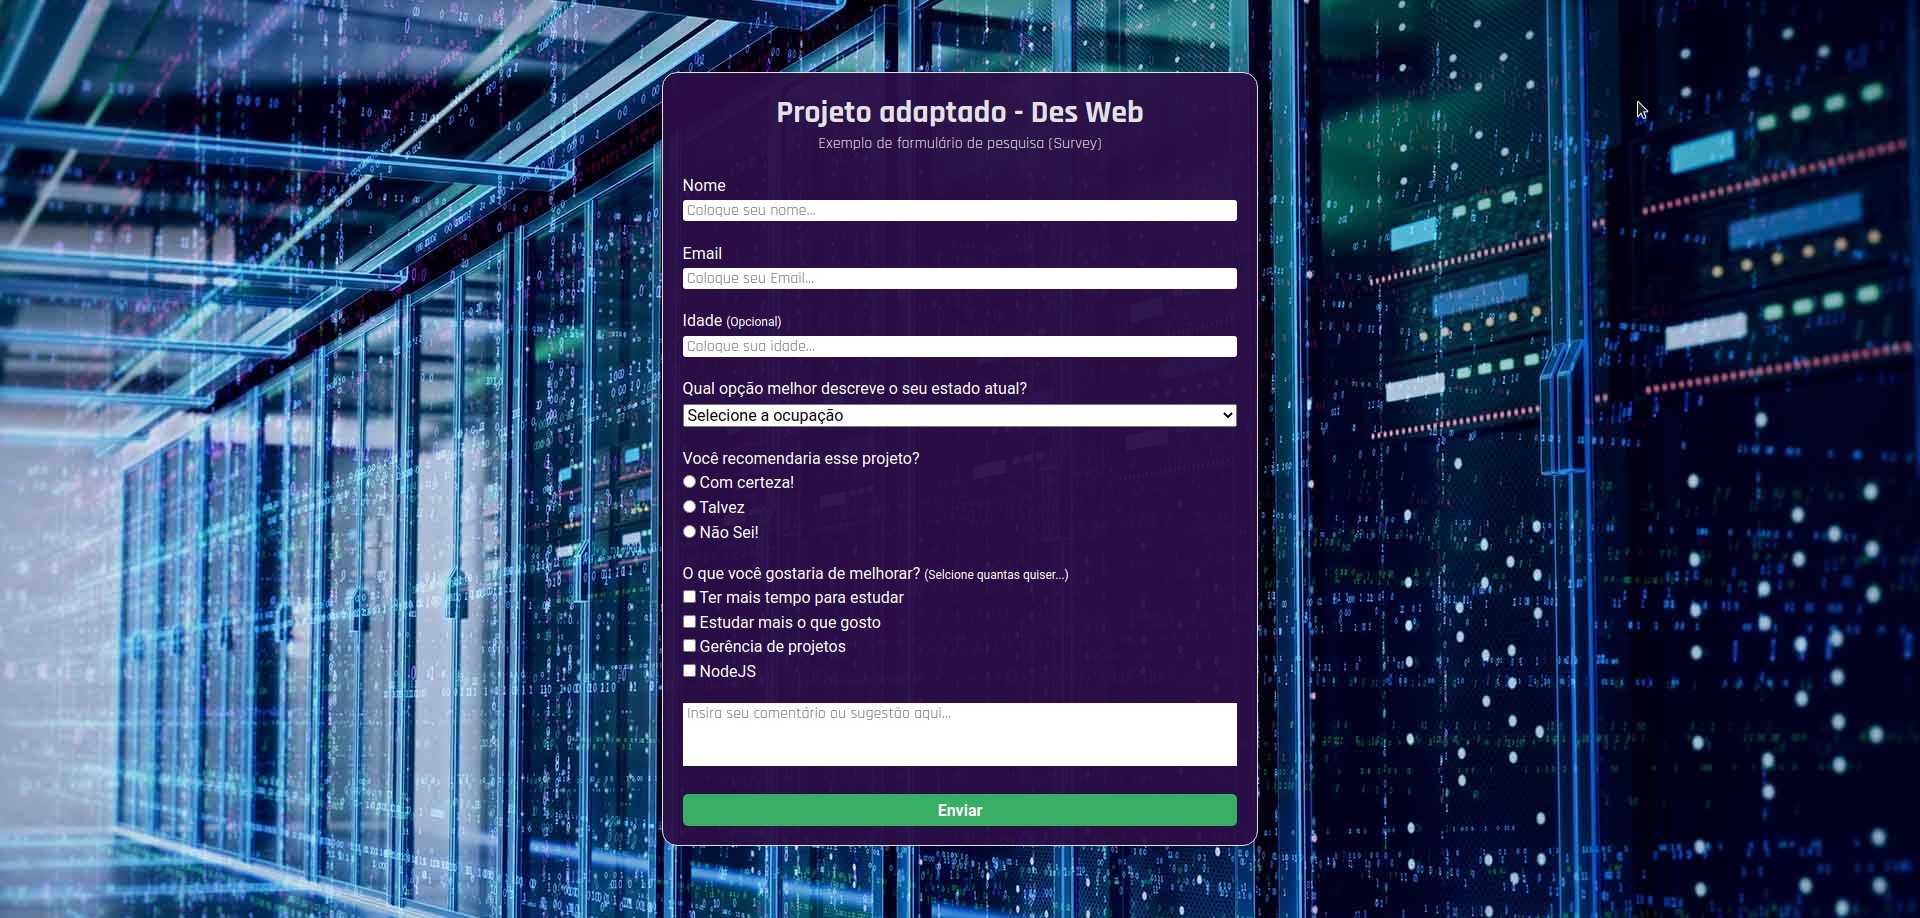 Projeto adaptado - Des Web
Exemplo de formulário de pesquisa (Survey)
Nome
Coloque seu nome...
Email
Coloque seu Email...
Idade (Opcional)
Coloque sua idade...
Qual opção melhor descreve o seu estado atual?
Selecione a ocupação
Você recomendaria esse projeto?
Com certeza!
Talvez
Não Sei!
O que você gostaria de melhorar? (Selcione quantas quiser...)
Ter mais tempo para estudar
Estudar mais o que gosto
Gerência de projetos
NodeJS
Insira seu comentário ou sugestão aqui...
Enviar